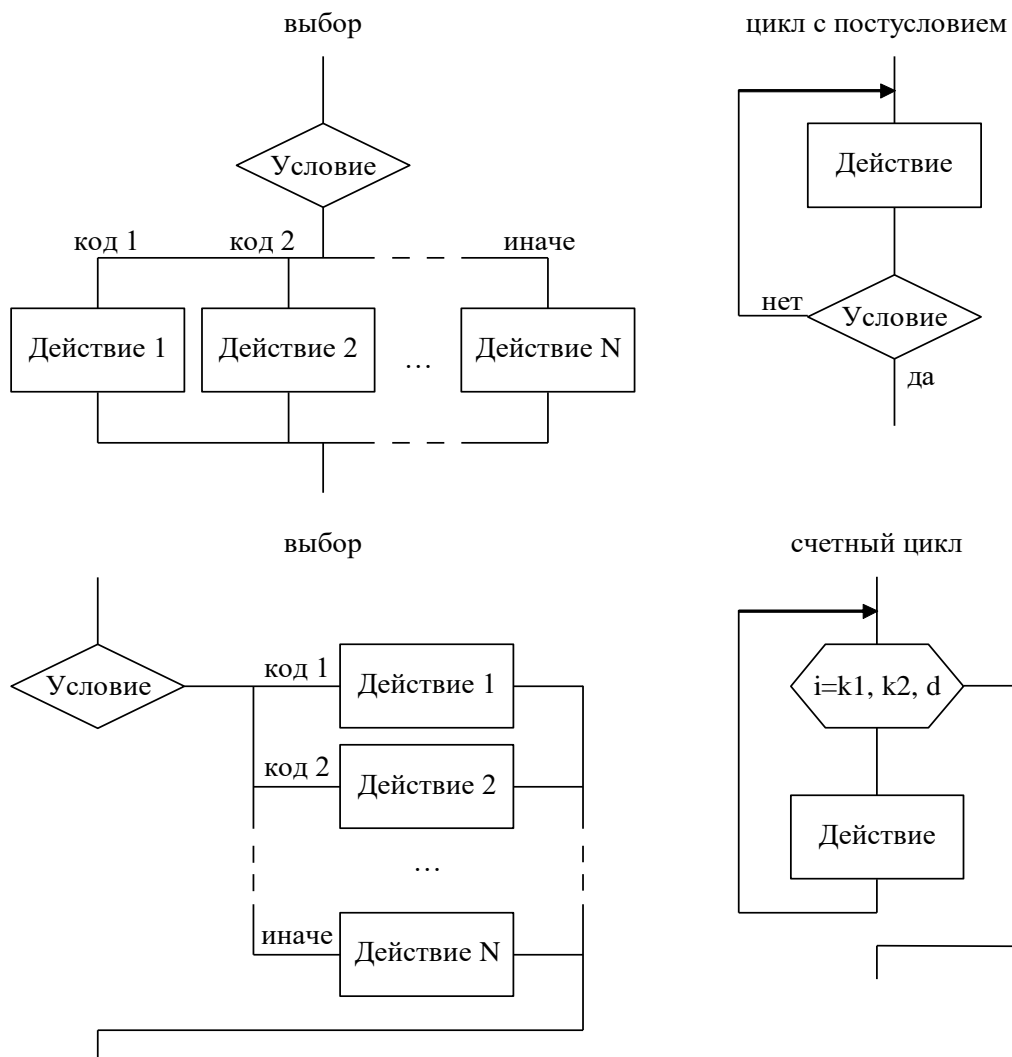 выбор
Условие
код 1
код 2
иначе
Действие 1
Действие 2
…
Действие N
цикл с постусловием
Действие
нет
Условие
да
выбор
Условие
код 1
Действие 1
код 2
Действие 2
…
иначе
Действие N
счетный цикл
i=k1, k2, d
Действие